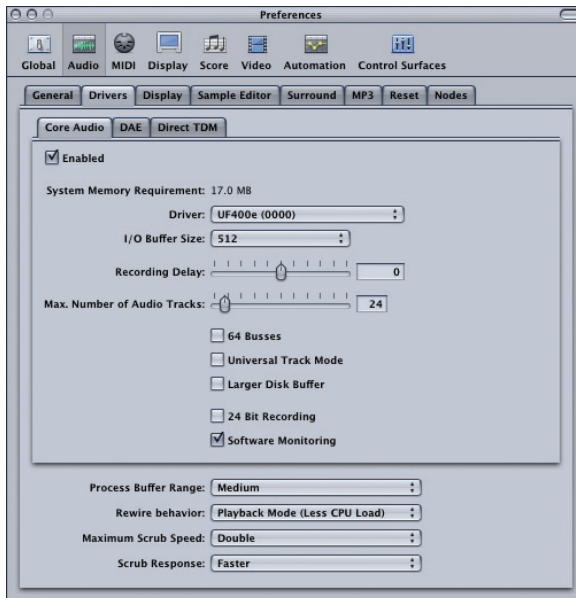 Preferences
Global Audio MIDI Display Score Video Automation Control Surfaces
General Drivers Display Sample Editor Surround MP3 Reset Nodes
Core Audio DAE Direct TDM
Enabled
System Memory Requirement: 17.0 MB
Driver: UF400e (0000)
I/O Buffer Size: 512
Recording Delay: 0
Max. Number of Audio Tracks: 24
64 Busses
Universal Track Mode
Larger Disk Buffer
24 Bit Recording
Software Monitoring
Process Buffer Range: Medium
Rewire behavior: Playback Mode (Less CPU Load)
Maximum Scrub Speed: Double
Scrub Response: Faster